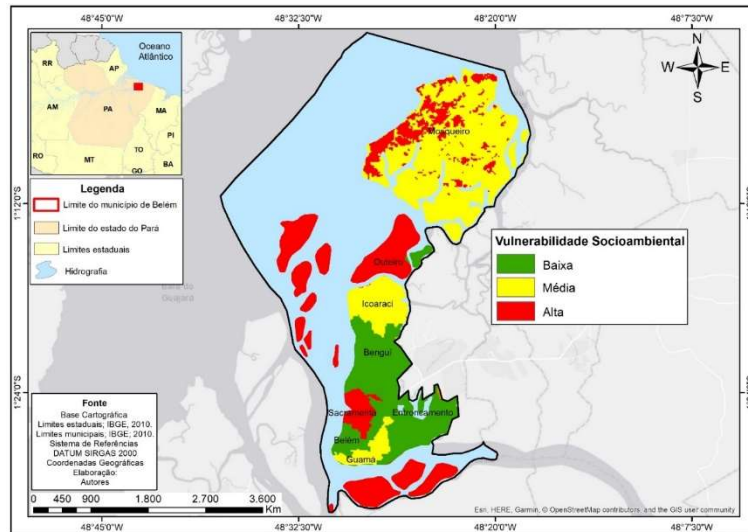 48°45'0"W 48°32'30"W 48°20'0"W 48°7'30"W
Oceano
Atlântico
RR
AP
AM
PA
MA
PI
TO
RO
MT
BA
GO
N
W E
S
Legenda
Limite do município de Belém
Limite do estado do Pará
Limites estaduais
Hidrografia
1°12'0"S
1°24'0"S
Mosqueiro
Outeiro
Icoaraci
Benguí
Sacramenta
Entroncamento
Belém
Guamá
Vulnerabilidade Socioambiental
Baixa
Média
Alta
Fonte
Base Cartográfica
Limites estaduais; IBGE, 2010.
Limites municipais; IBGE, 2010.
Sistema de Referências
DATUM SIRGAS 2000
Coordenadas Geográficas
Elaboração:
Autores
0 450 900 1.800 2.700 3.600
Km
Esri, HERE, Garmin, © OpenStreetMap contributors, and the GIS user community
48°45'0"W 48°32'30"W 48°20'0"W 48°7'30"W